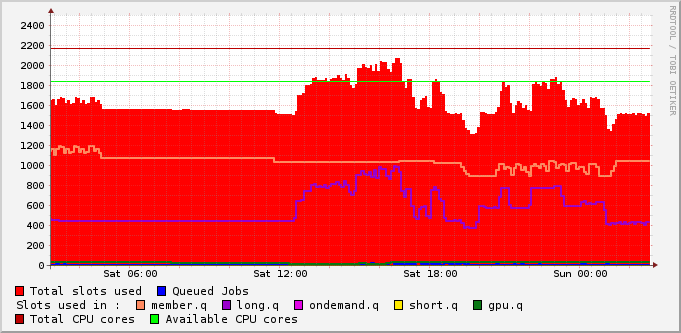 2400
2200
2000
1800
1600
1400
1200
1000
800
600
400
200
0
Sat 06:00 Sat 12:00 Sat 18:00 Sun 00:00
RRDTOOL / TOBI OETIKER
Total slots used Queued Jobs
Slots used in : member.q long.q ondemand.q short.q gpu.q
Total CPU cores Available CPU cores